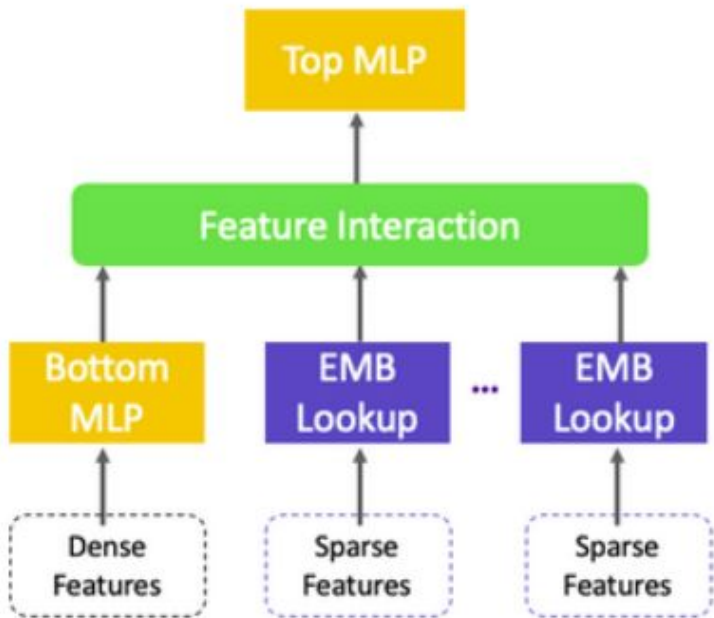 Top MLP
Feature Interaction
Bottom
MLP
EMB
Lookup
...
EMB
Lookup
Dense
Features
Sparse
Features
Sparse
Features